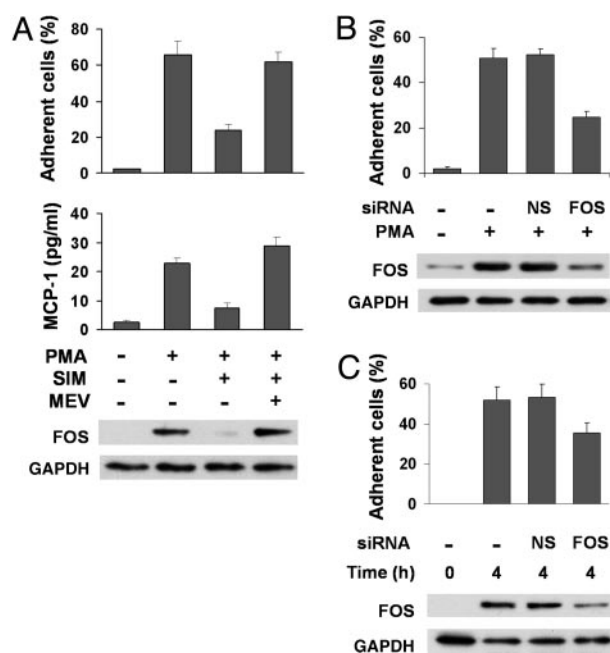 A
Adherent cells (%)
80
60
40
20
0
MCP-1 (pg/ml)
40
30
20
10
0
PMA - + + +
SIM - - + +
MEV - - - +
FOS
GAPDH
B
Adherent cells (%)
60
40
20
0
siRNA - - NS FOS
PMA - + + +
FOS
GAPDH
C
Adherent cells (%)
60
40
20
0
siRNA - - NS FOS
Time (h) 0 4 4 4
FOS
GAPDH